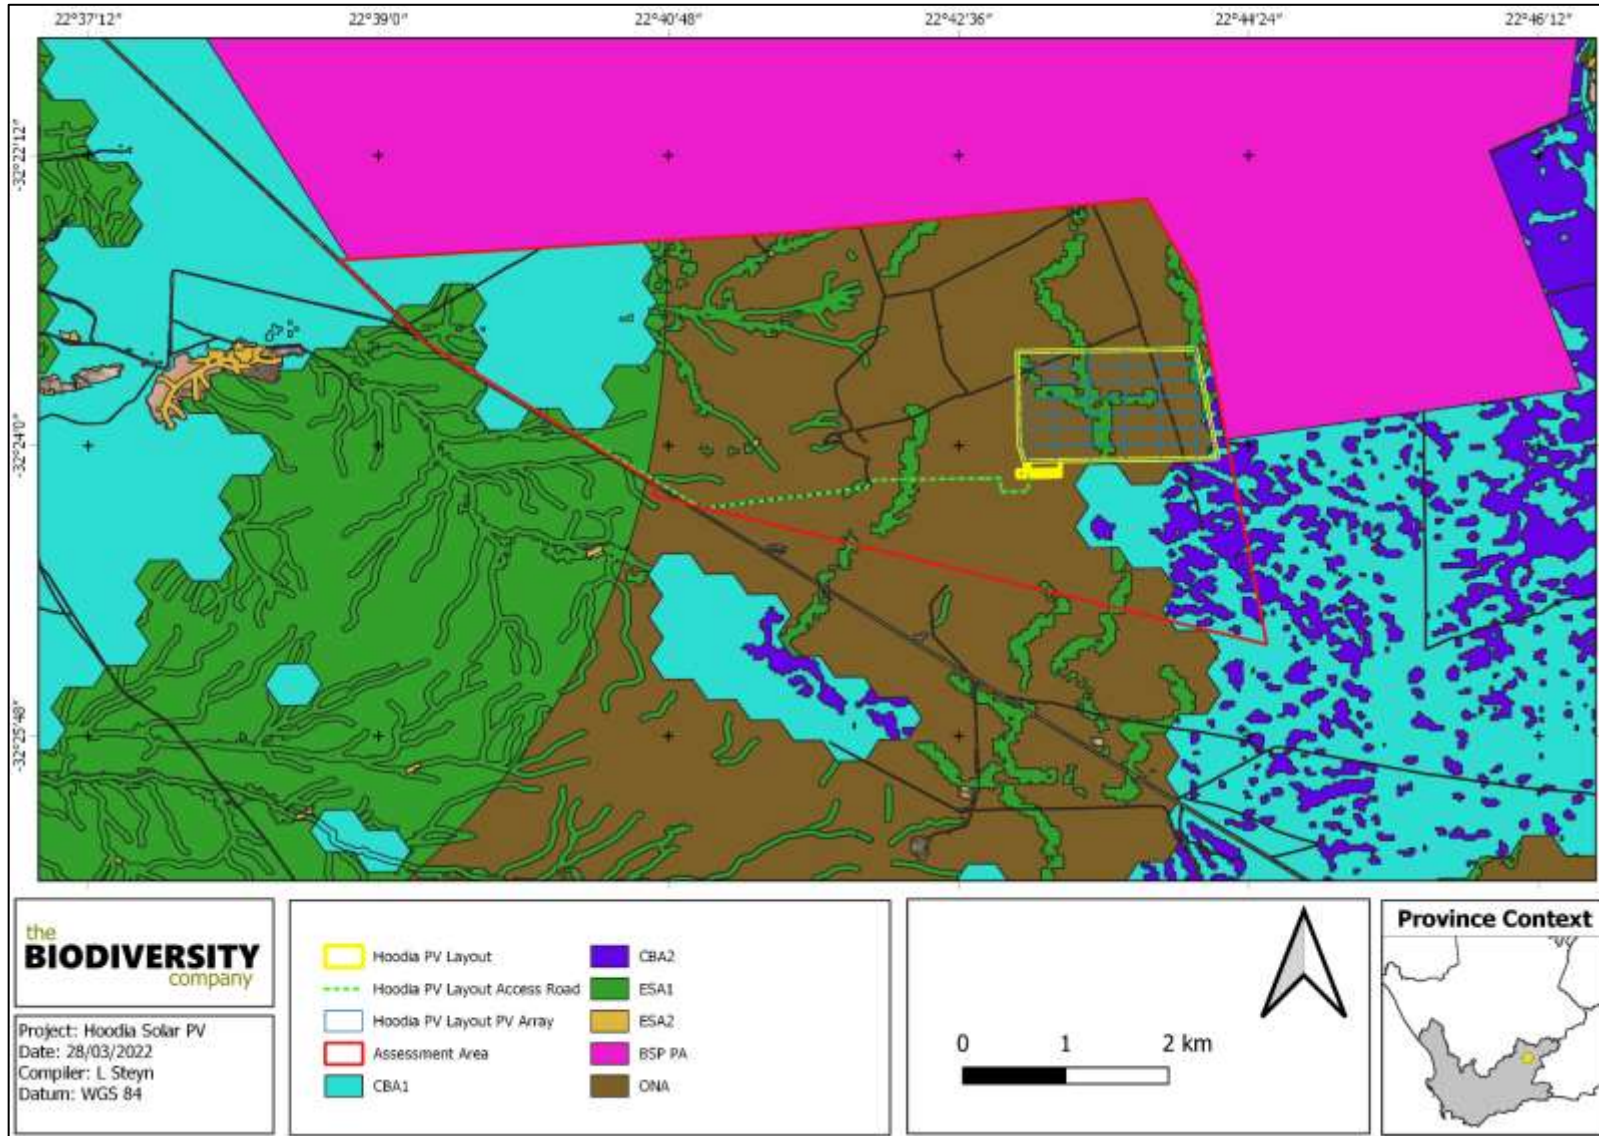 22°37'12" 22°39'0" 22°40'48" 22°42'36" 22°44'24" 22°46'12"
-32°22'12"
-32°24'0"
-32°25'48"
the
BIODIVERSITY
company
Project: Hoodia Solar PV
Date: 28/03/2022
Compiler: L Steyn
Datum: WGS 84
Hoodia PV Layout
Hoodia PV Layout Access Road
Hoodia PV Layout PV Array
Assessment Area
CBA1
CBA2
ESA1
ESA2
BSP PA
ONA
0 1 2 km
Province Context